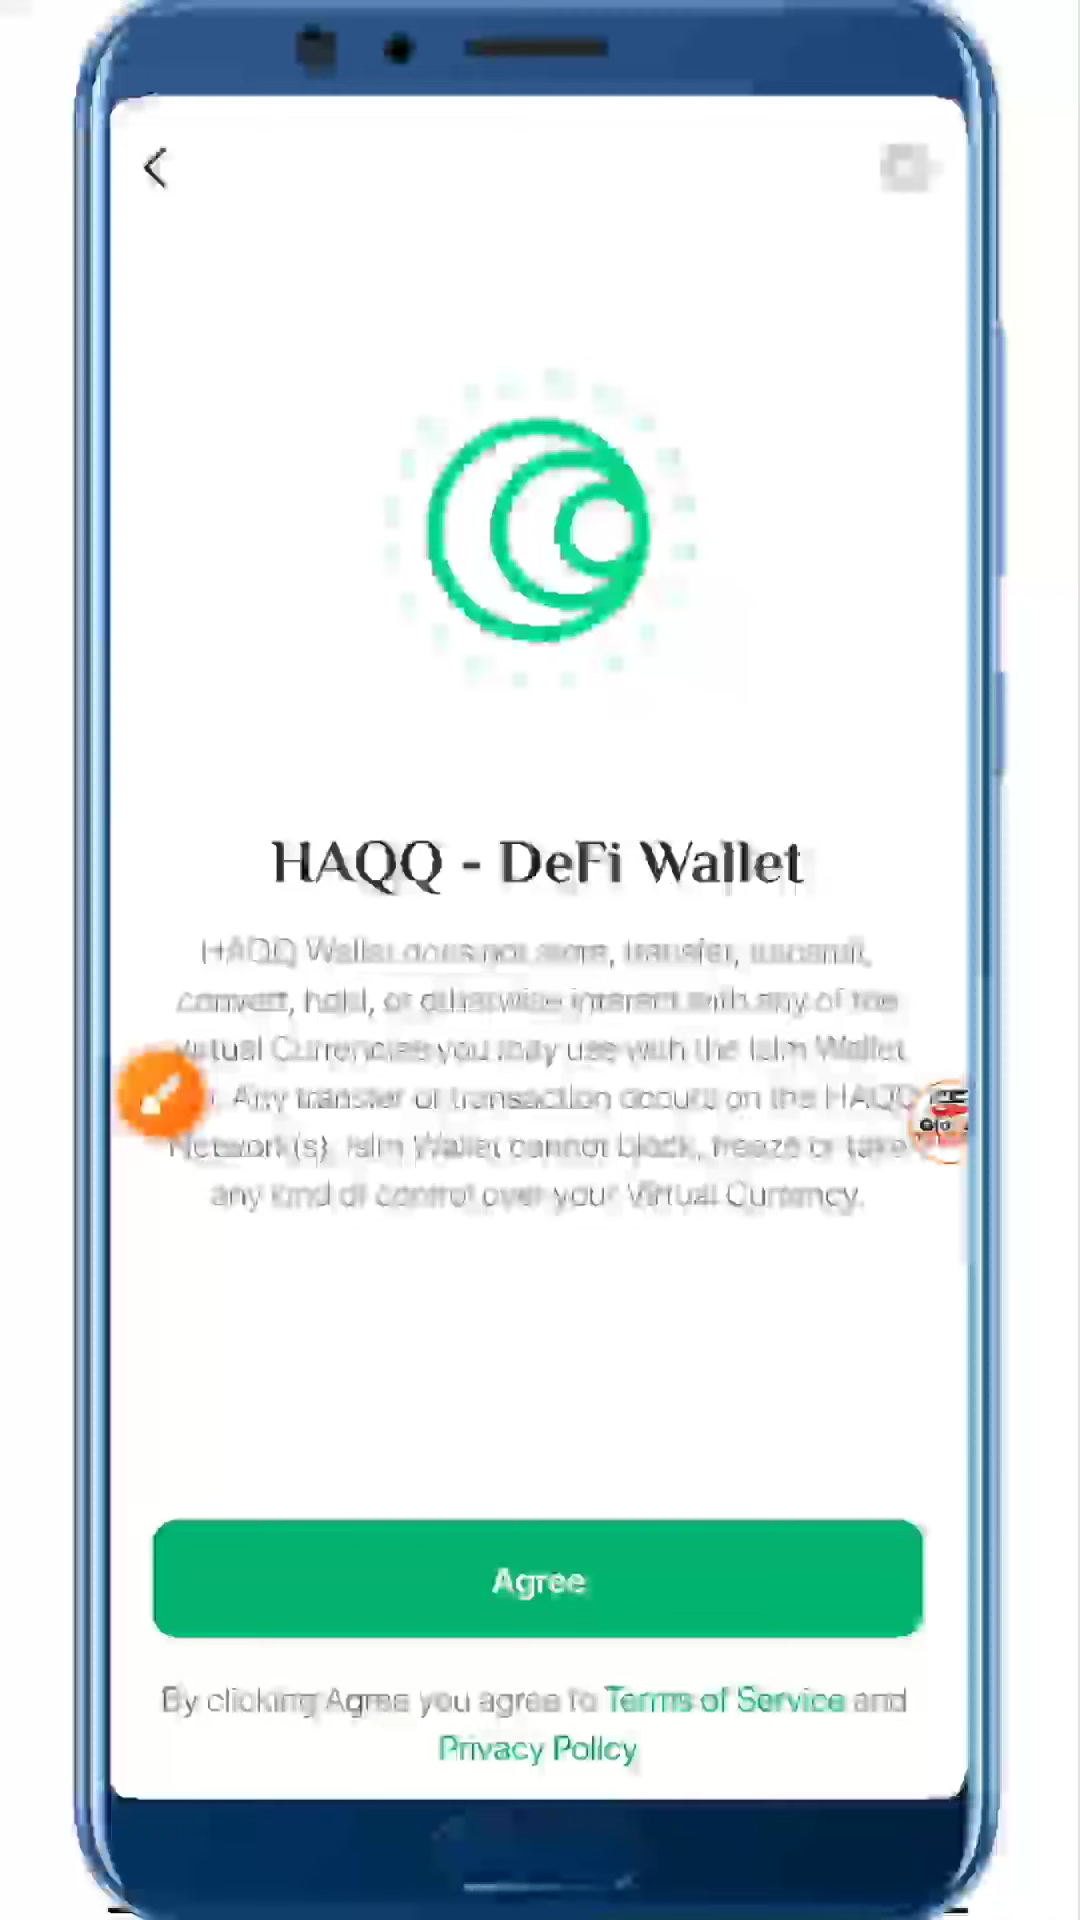 HAQQ - DeFi Wallet
HAQQ Wallet does not store, transfer, transmit,
convert, hold, or otherwise interact with any of the
Virtual Currencies you may use with the Islm Wallet
. Any transfer or transaction occurs on the HAQQ
Network(s). Islm Wallet cannot block, freeze or take
any kind of control over your Virtual Currency.
Agree
By clicking Agree you agree to Terms of Service and
Privacy Policy